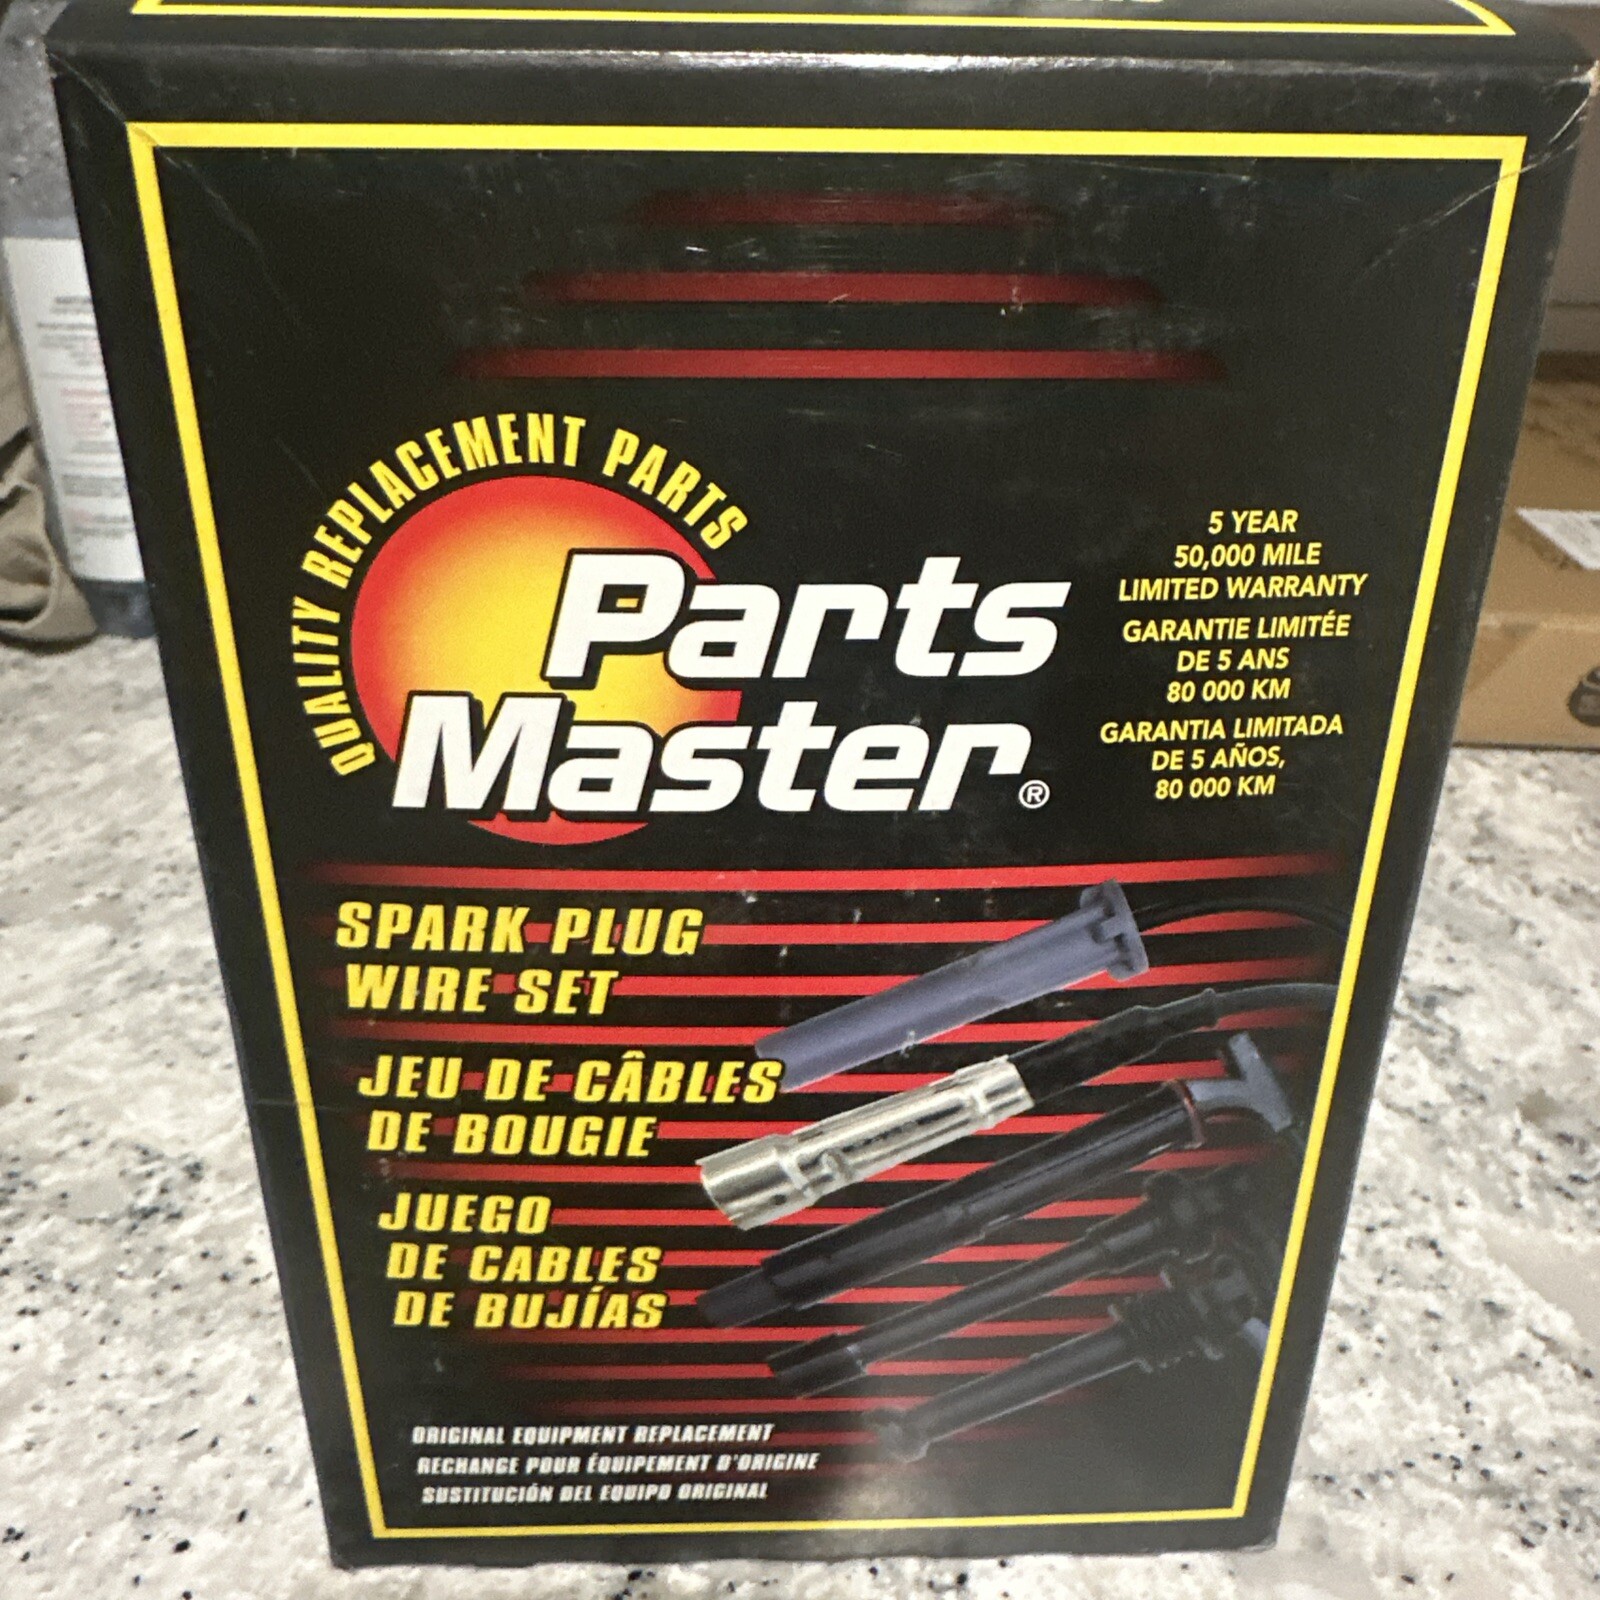 QUALITY REPLACEMENT PARTS
Parts
Master®
5 YEAR
50,000 MILE
LIMITED WARRANTY
GARANTIE LIMITÉE
DE 5 ANS
80 000 KM
GARANTIA LIMITADA
DE 5 AÑOS,
80 000 KM
SPARK PLUG
WIRE SET
JEU DE CÂBLES
DE BOUGIE
JUEGO
DE CABLES
DE BUJÍAS
ORIGINAL EQUIPMENT REPLACEMENT
RECHANGE POUR ÉQUIPEMENT D'ORIGINE
SUSTITUCIÓN DEL EQUIPO ORIGINAL